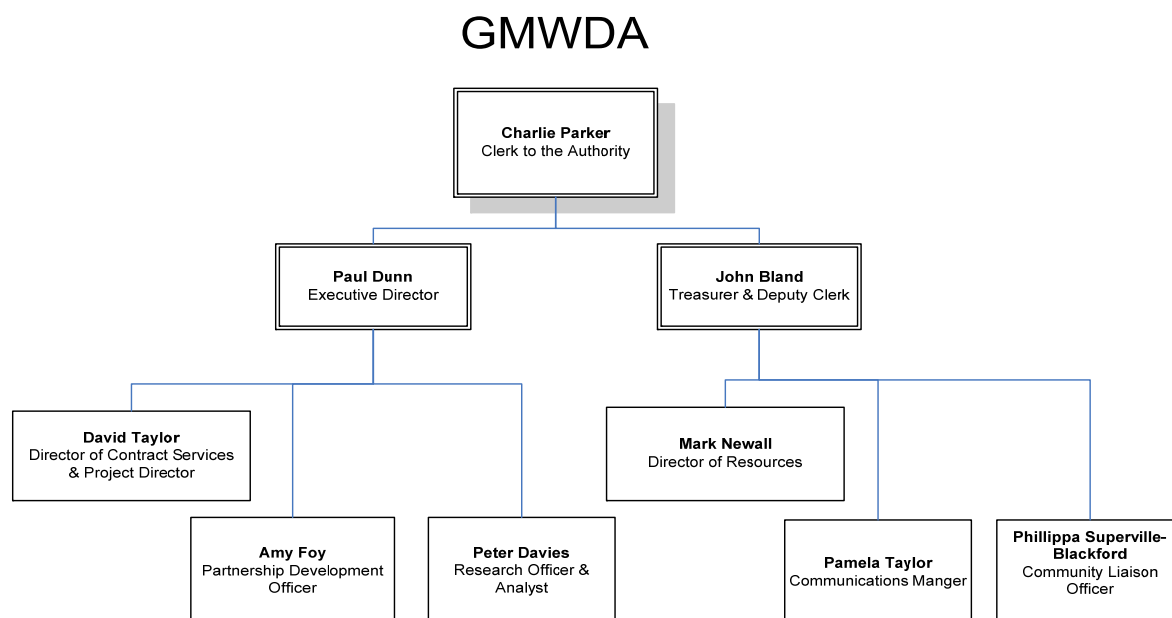 GMWDA
Charlie Parker
Clerk to the Authority
Paul Dunn
Executive Director
John Bland
Treasurer & Deputy Clerk
David Taylor
Director of Contract Services
& Project Director
Mark Newall
Director of Resources
Amy Foy
Partnership Development
Officer
Peter Davies
Research Officer &
Analyst
Pamela Taylor
Communications Manger
Phillippa Superville-
Blackford
Community Liaison
Officer